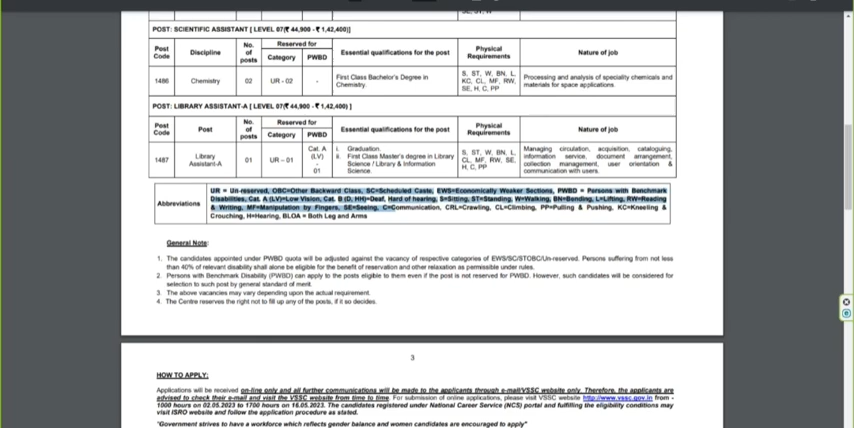 POST: SCIENTIFIC ASSISTANT [ LEVEL 07(₹ 44,900 - ₹ 1,42,400)]
Post Code
Discipline
No. of posts
Reserved for
Category
PWBD
Essential qualifications for the post
Physical Requirements
Nature of job
1486
Chemistry
02
UR - 02
-
First Class Bachelor's Degree in
Chemistry.
S, ST, W, BN, L,
KC, CL, MF, RW,
SE, H, C, PP
Processing and analysis of speciality chemicals and
materials for space applications.
POST: LIBRARY ASSISTANT-A [ LEVEL 07(₹ 44,900 - ₹ 1,42,400) ]
Post Code
Post
No. of posts
Reserved for
Category
PWBD
Essential qualifications for the post
Physical Requirements
Nature of job
1487
Library
Assistant-A
01
UR - 01
Cat. A
(LV)
-
01
i. Graduation.
ii. First Class Master's degree in Library
Science / Library & Information
Science.
S, ST, W, BN, L,
CL, MF, RW, SE,
H, C, PP
Managing circulation, acquisition, cataloguing,
information service, document arrangement,
collection management, user orientation &
communication with users.
Abbreviations
UR = Un-reserved, OBC=Other Backward Class, SC=Scheduled Caste, EWS=Economically Weaker Sections, PWBD = Persons with Benchmark
Disabilities, Cat. A (LV)=Low Vision, Cat. B (D, HH)=Deaf, Hard of hearing, S=Sitting, ST=Standing, W=Walking, BN=Bending, L=Lifting, RW=Reading
& Writing, MF=Manipulation by Fingers, SE=Seeing, C=Communication, CRL=Crawling, CL=Climbing, PP=Pulling & Pushing, KC=Kneeling &
Crouching, H=Hearing, BLOA = Both Leg and Arms
General Note:
1. The candidates appointed under PWBD quota will be adjusted against the vacancy of respective categories of EWS/SC/ST/OBC/Un-reserved. Persons suffering from not less
than 40% of relevant disability shall alone be eligible for the benefit of reservation and other relaxation as permissible under rules.
2. Persons with Benchmark Disability (PWBD) can apply to the posts eligible to them even if the post is not reserved for PWBD. However, such candidates will be considered for
selection to such post by general standard of merit.
3. The above vacancies may vary depending upon the actual requirement.
4. The Centre reserves the right not to fill up any of the posts, if it so decides.
3
HOW TO APPLY:
Applications will be received on-line only and all further communications will be made to the applicants through e-mail/VSSC website only. Therefore, the applicants are
advised to check their e-mail and visit the VSSC website from time to time. For submission of online applications, please visit VSSC website http://www.vssc.gov.in from -
1000 hours on 02.05.2023 to 1700 hours on 16.05.2023. The candidates registered under National Career Service (NCS) portal and fulfilling the eligibility conditions may
visit ISRO website and follow the application procedure as stated.
"Government strives to have a workforce which reflects gender balance and women candidates are encouraged to apply"